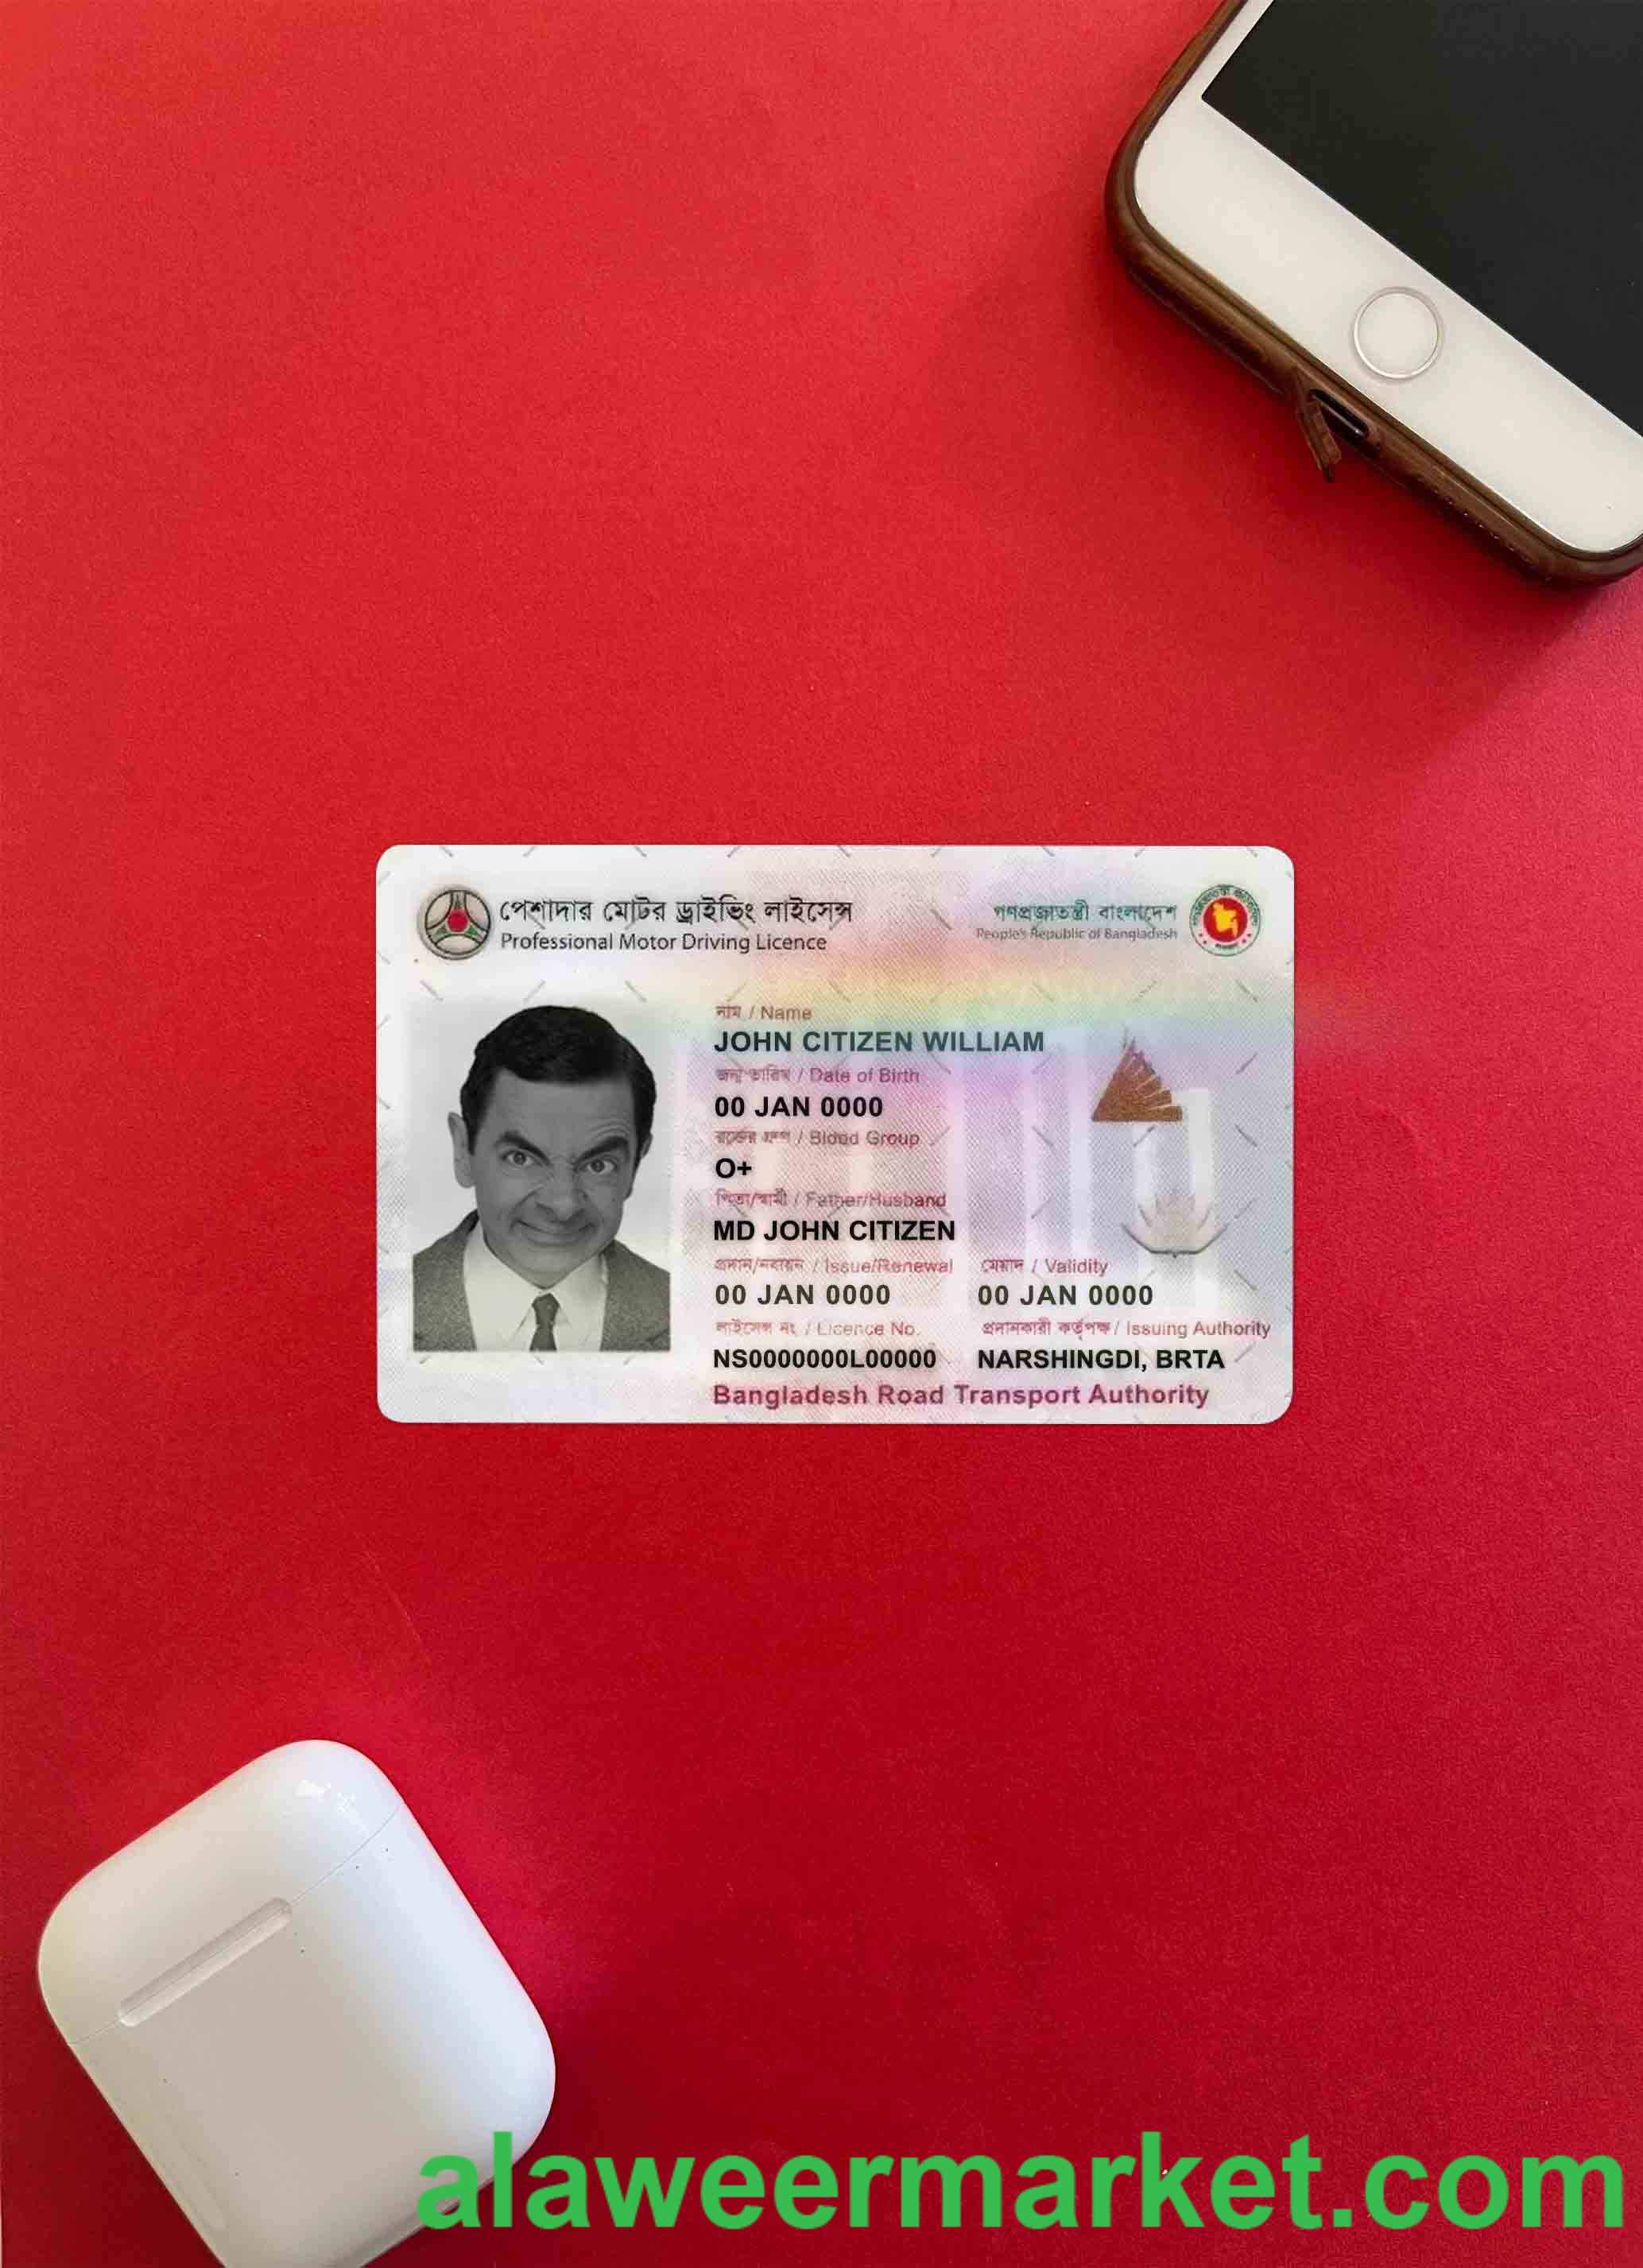 পেশাদার মোটর ড্রাইভিং লাইসেন্স
Professional Motor Driving Licence
গণপ্রজাতন্ত্রী বাংলাদেশ
People's Republic of Bangladesh
নাম / Name
JOHN CITIZEN WILLIAM
জন্ম তারিখ / Date of Birth
00 JAN 0000
রক্তের গ্রুপ / Blood Group
O+
পিতা/স্বামী / Father/Husband
MD JOHN CITIZEN
প্রদান/নবায়ন / Issue/Renewal মেয়াদ / Validity
00 JAN 0000 00 JAN 0000
লাইসেন্স নং / Licence No. প্রদানকারী কর্তৃপক্ষ / Issuing Authority
NS0000000L00000 NARSHINGDI, BRTA
Bangladesh Road Transport Authority
alaweermarket.com